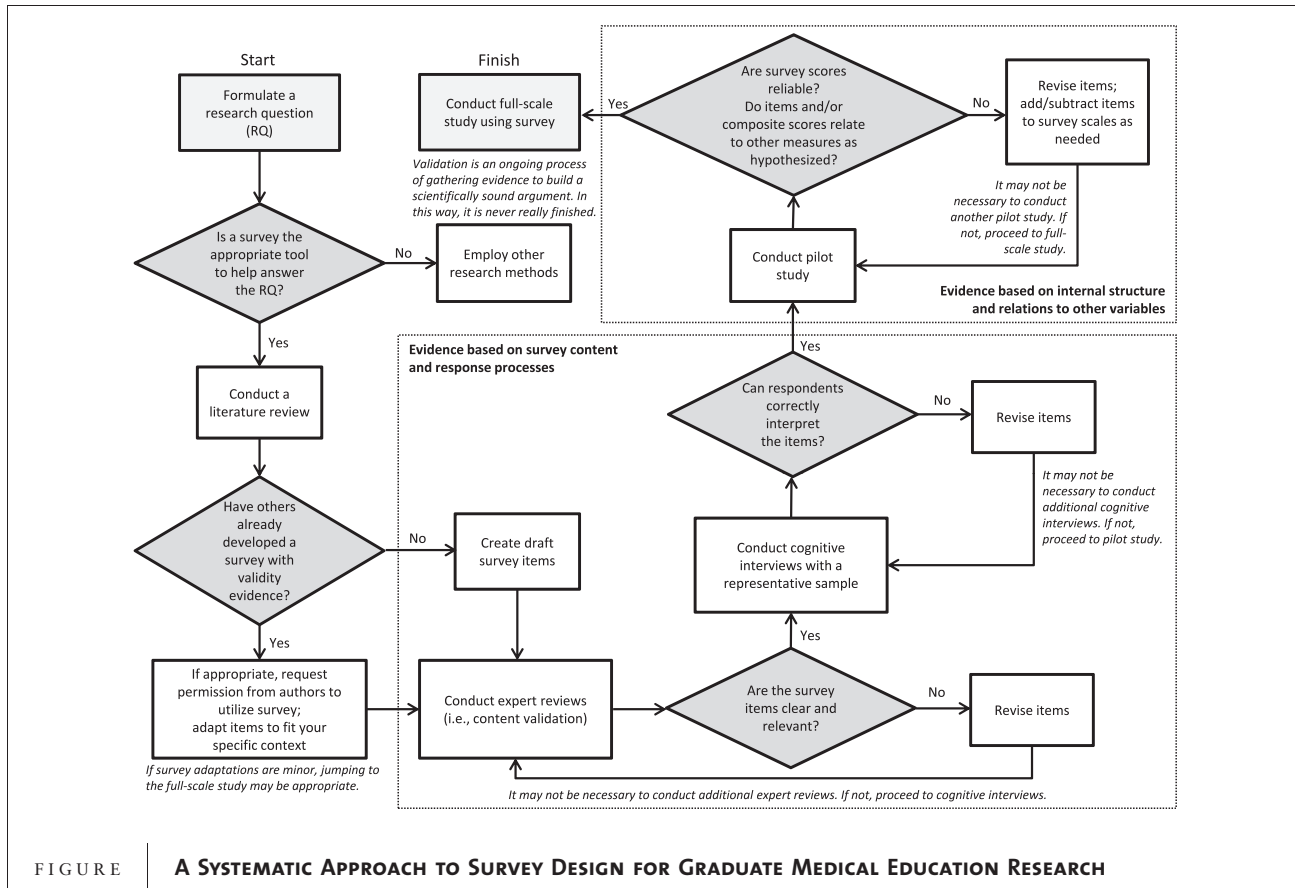 Start
Formulate a
research question
(RQ)
Is a survey the
appropriate tool
to help answer
the RQ?
No
Employ other
research methods
Yes
Conduct a
literature review
Have others
already
developed a
survey with
validity
evidence?
No
Create draft
survey items
Yes
If appropriate, request
permission from authors to
utilize survey;
adapt items to fit your
specific context
If survey adaptations are minor, jumping to
the full-scale study may be appropriate.
Evidence based on survey content
and response processes
Conduct expert reviews
(i.e., content validation)
Are the survey
items clear and
relevant?
No
Revise items
It may not be necessary to conduct additional expert reviews. If not, proceed to cognitive interviews.
Yes
Conduct cognitive
interviews with a
representative sample
Can respondents
correctly
interpret
the items?
No
Revise items
It may not be
necessary to conduct
additional cognitive
interviews. If not,
proceed to pilot study.
Yes
Conduct pilot
study
Are survey scores
reliable?
Do items and/or
composite scores relate
to other measures as
hypothesized?
No
Revise items;
add/subtract items
to survey scales as
needed
It may not be
necessary to conduct
another pilot study. If
not, proceed to full-
scale study.
Evidence based on internal structure
and relations to other variables
Yes
Finish
Conduct full-scale
study using survey
Validation is an ongoing process
of gathering evidence to build a
scientifically sound argument. In
this way, it is never really finished.
FIGURE
A Systematic Approach to Survey Design for Graduate Medical Education Research